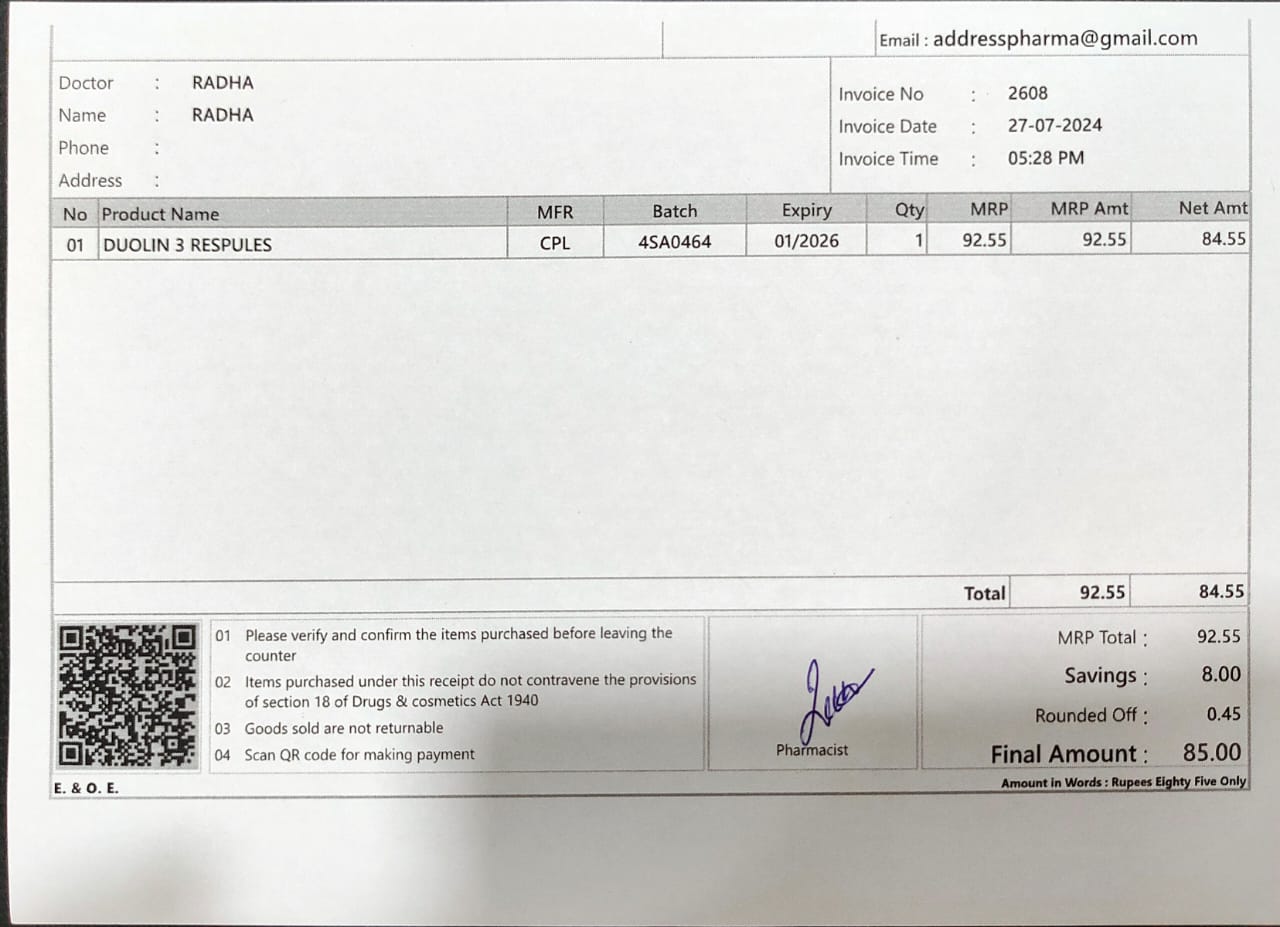 Email : addresspharma@gmail.com
Doctor : RADHA
Name : RADHA
Phone :
Address :
Invoice No : 2608
Invoice Date : 27-07-2024
Invoice Time : 05:28 PM
No Product Name MFR Batch Expiry Qty MRP MRP Amt Net Amt
01 DUOLIN 3 RESPULES CPL 4SA0464 01/2026 1 92.55 92.55 84.55
Total 92.55 84.55
01 Please verify and confirm the items purchased before leaving the
counter
02 Items purchased under this receipt do not contravene the provisions
of section 18 of Drugs & cosmetics Act 1940
03 Goods sold are not returnable
04 Scan QR code for making payment
Pharmacist
MRP Total : 92.55
Savings : 8.00
Rounded Off : 0.45
Final Amount : 85.00
E. & O. E.
Amount in Words : Rupees Eighty Five Only